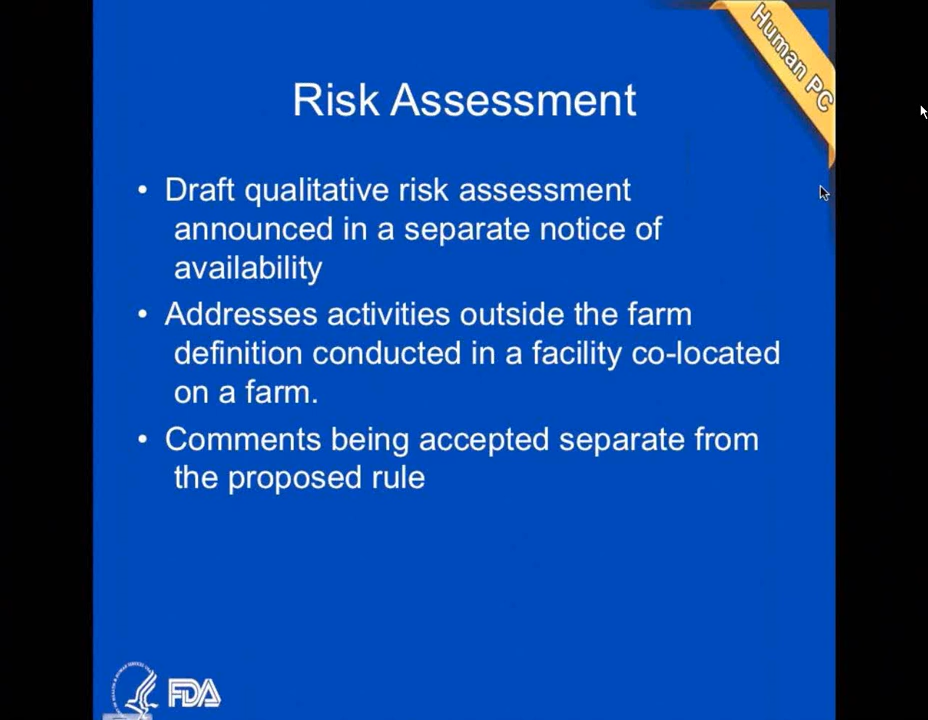 Human PC
Risk Assessment
• Draft qualitative risk assessment
announced in a separate notice of
availability
• Addresses activities outside the farm
definition conducted in a facility co-located
on a farm.
• Comments being accepted separate from
the proposed rule
FDA